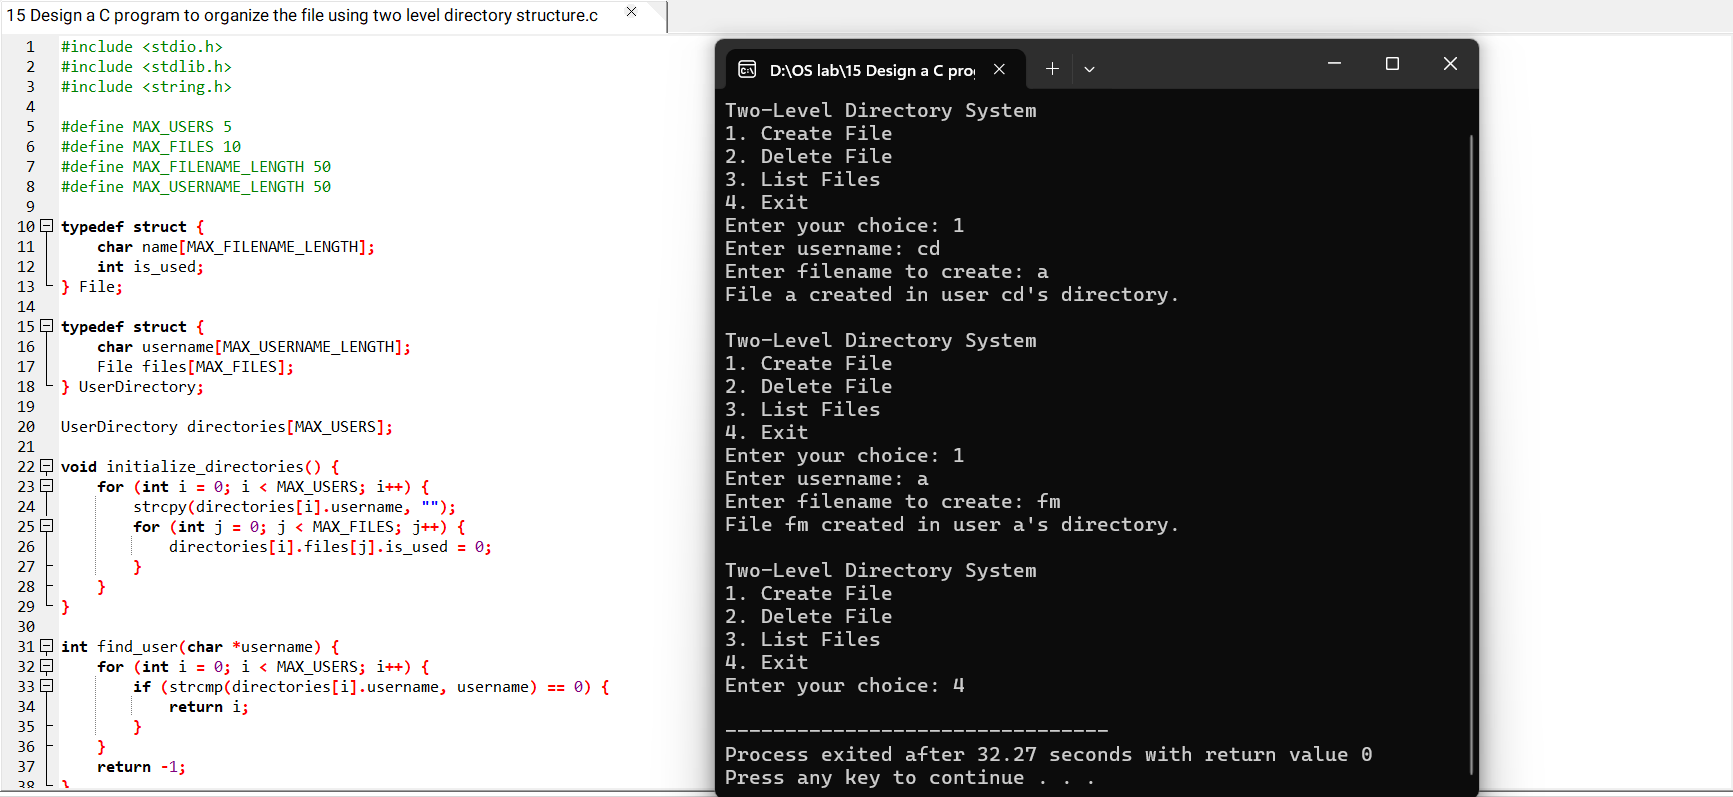 15 Design a C program to organize the file using two level directory structure.c
1 #include <stdio.h>
2 #include <stdlib.h>
3 #include <string.h>
4
5 #define MAX_USERS 5
6 #define MAX_FILES 10
7 #define MAX_FILENAME_LENGTH 50
8 #define MAX_USERNAME_LENGTH 50
9
10 typedef struct {
11 char name[MAX_FILENAME_LENGTH];
12 int is_used;
13 } File;
14
15 typedef struct {
16 char username[MAX_USERNAME_LENGTH];
17 File files[MAX_FILES];
18 } UserDirectory;
19
20 UserDirectory directories[MAX_USERS];
21
22 void initialize_directories() {
23 for (int i = 0; i < MAX_USERS; i++) {
24 strcpy(directories[i].username, "");
25 for (int j = 0; j < MAX_FILES; j++) {
26 directories[i].files[j].is_used = 0;
27 }
28 }
29 }
30
31 int find_user(char *username) {
32 for (int i = 0; i < MAX_USERS; i++) {
33 if (strcmp(directories[i].username, username) == 0) {
34 return i;
35 }
36 }
37 return -1;
38 }
D:\OS lab\15 Design a C pro
Two-Level Directory System
1. Create File
2. Delete File
3. List Files
4. Exit
Enter your choice: 1
Enter username: cd
Enter filename to create: a
File a created in user cd's directory.
Two-Level Directory System
1. Create File
2. Delete File
3. List Files
4. Exit
Enter your choice: 1
Enter username: a
Enter filename to create: fm
File fm created in user a's directory.
Two-Level Directory System
1. Create File
2. Delete File
3. List Files
4. Exit
Enter your choice: 4
--------------------------------
Process exited after 32.27 seconds with return value 0
Press any key to continue . . .